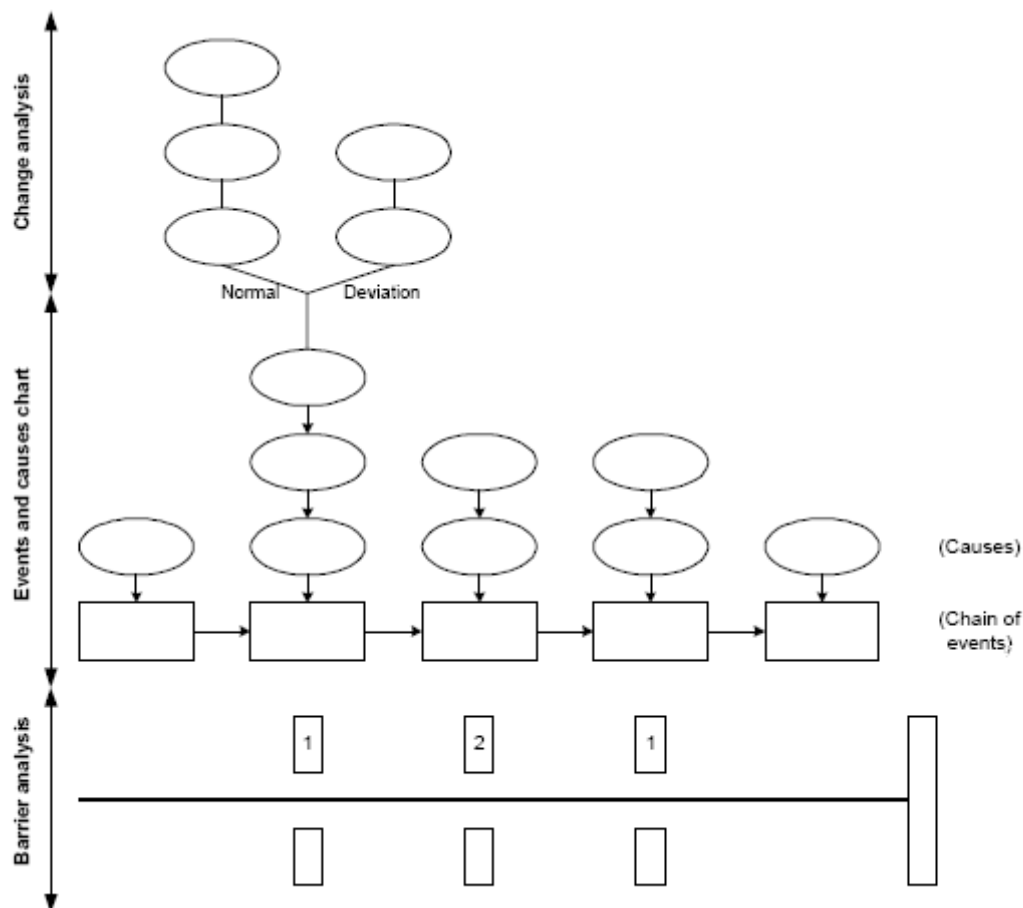 Change analysis
Normal
Deviation
Events and causes chart
(Causes)
(Chain of
events)
Barrier analysis
1
2
1